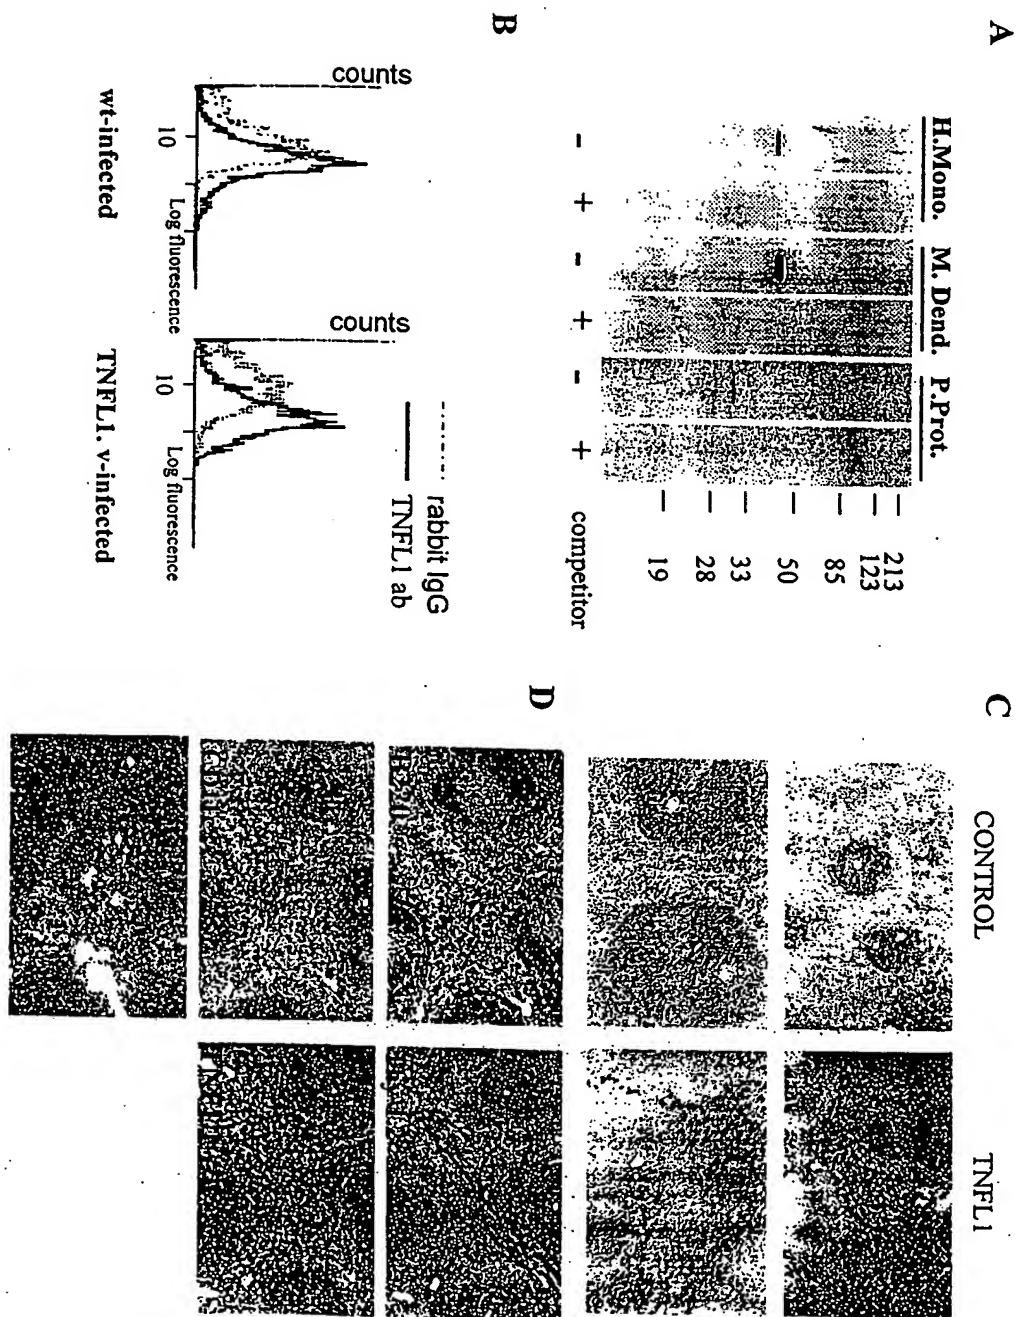 A
H.Mono. M. Dend. P.Prot.
213
123
85
50
33
28
19
- + - + - + competitor
B
counts
10
Log fluorescence
wt-infected
counts
10
Log fluorescence
TNFL1. v-infected
rabbit IgG
TNFL1 ab
C
CONTROL TNFL1
D